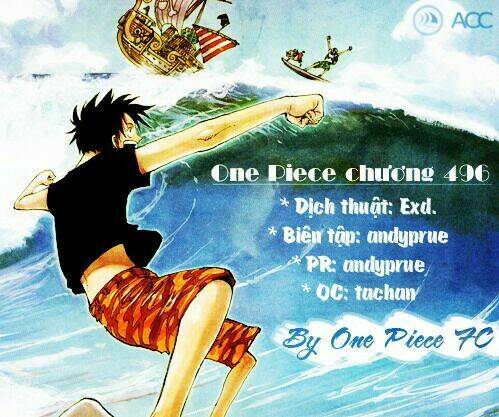 ACC
One Piece chương 496
* Dịch thuật: Exd.
* Biên tập: andyprue
* PR: andyprue
* QC: tachan
By One Piece FC